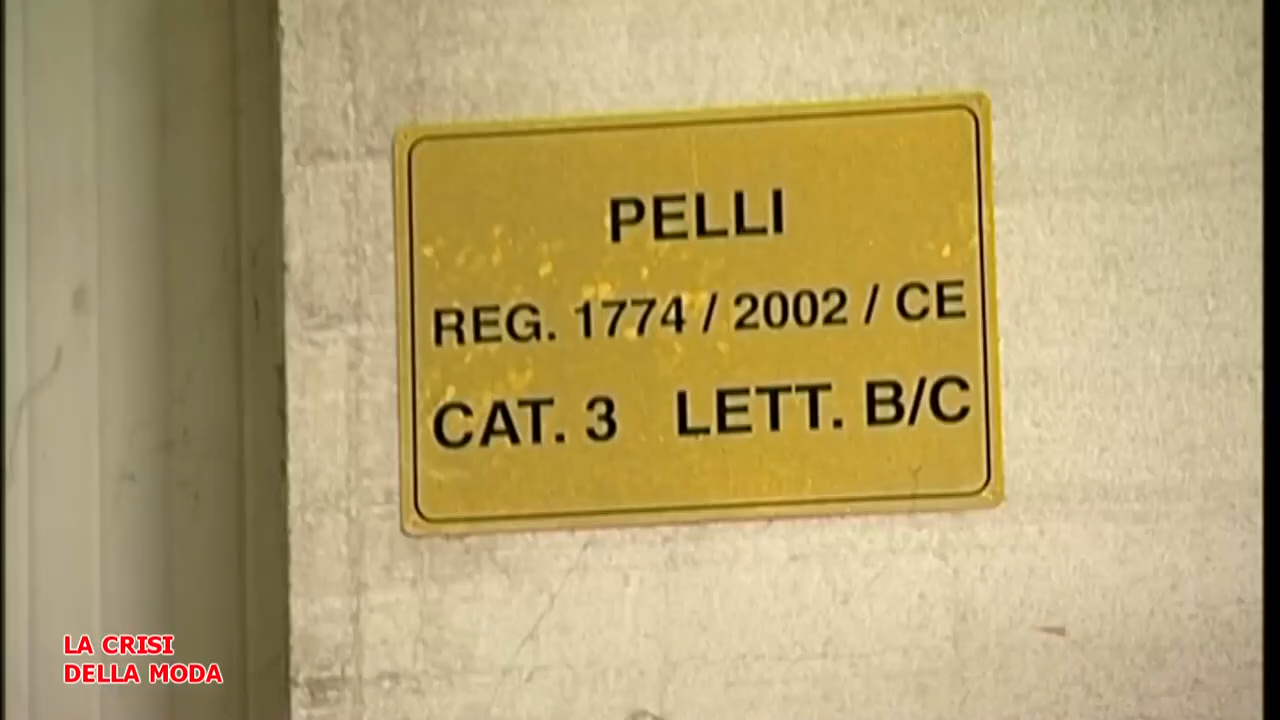 PELLI
REG. 1774 / 2002 / CE
CAT. 3 LETT. B/C
LA CRISI
DELLA MODA